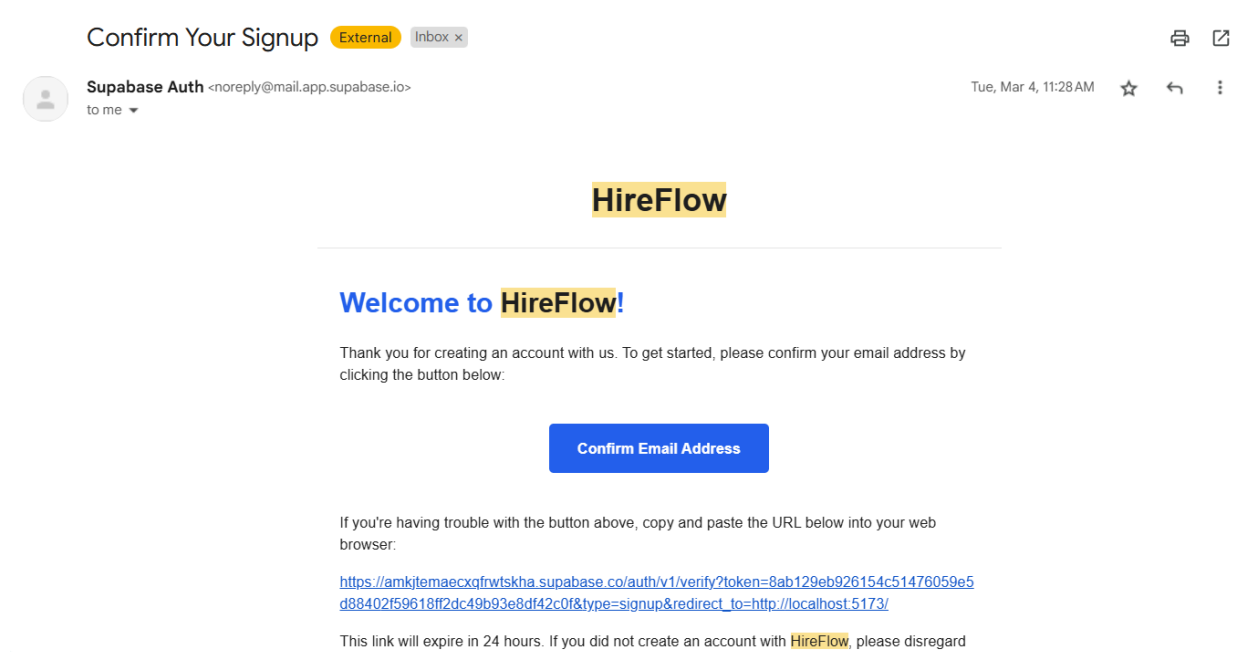 Confirm Your Signup External Inbox ×
Supabase Auth <noreply@mail.app.supabase.io> Tue, Mar 4, 11:28 AM
to me
HireFlow
Welcome to HireFlow!
Thank you for creating an account with us. To get started, please confirm your email address by
clicking the button below:
Confirm Email Address
If you're having trouble with the button above, copy and paste the URL below into your web
browser:
https://amkjtemaecxqfrwtskha.supabase.co/auth/v1/verify?token=8ab129eb926154c51476059e5
d88402f59618ff2dc49b93e8df42c0f&type=signup&redirect_to=http://localhost:5173/
This link will expire in 24 hours. If you did not create an account with HireFlow, please disregard